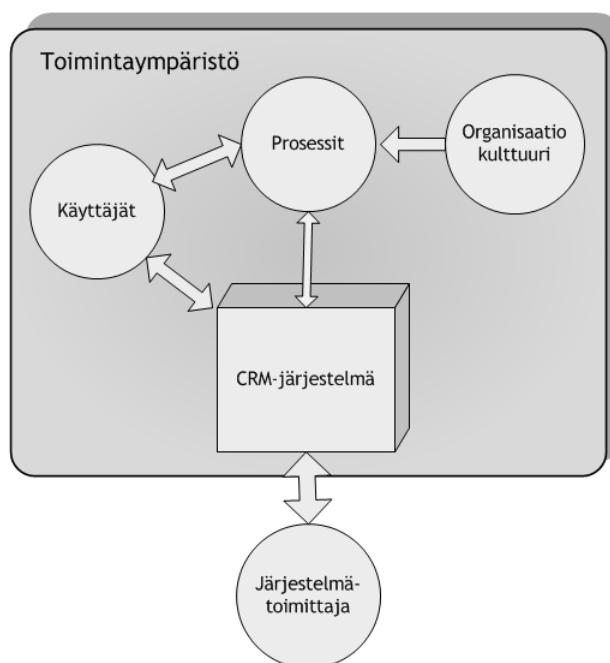 Toimintaympäristö
Prosessit
Organisaatio
kulttuuri
Käyttäjät
CRM-järjestelmä
Järjestelmä-
toimittaja